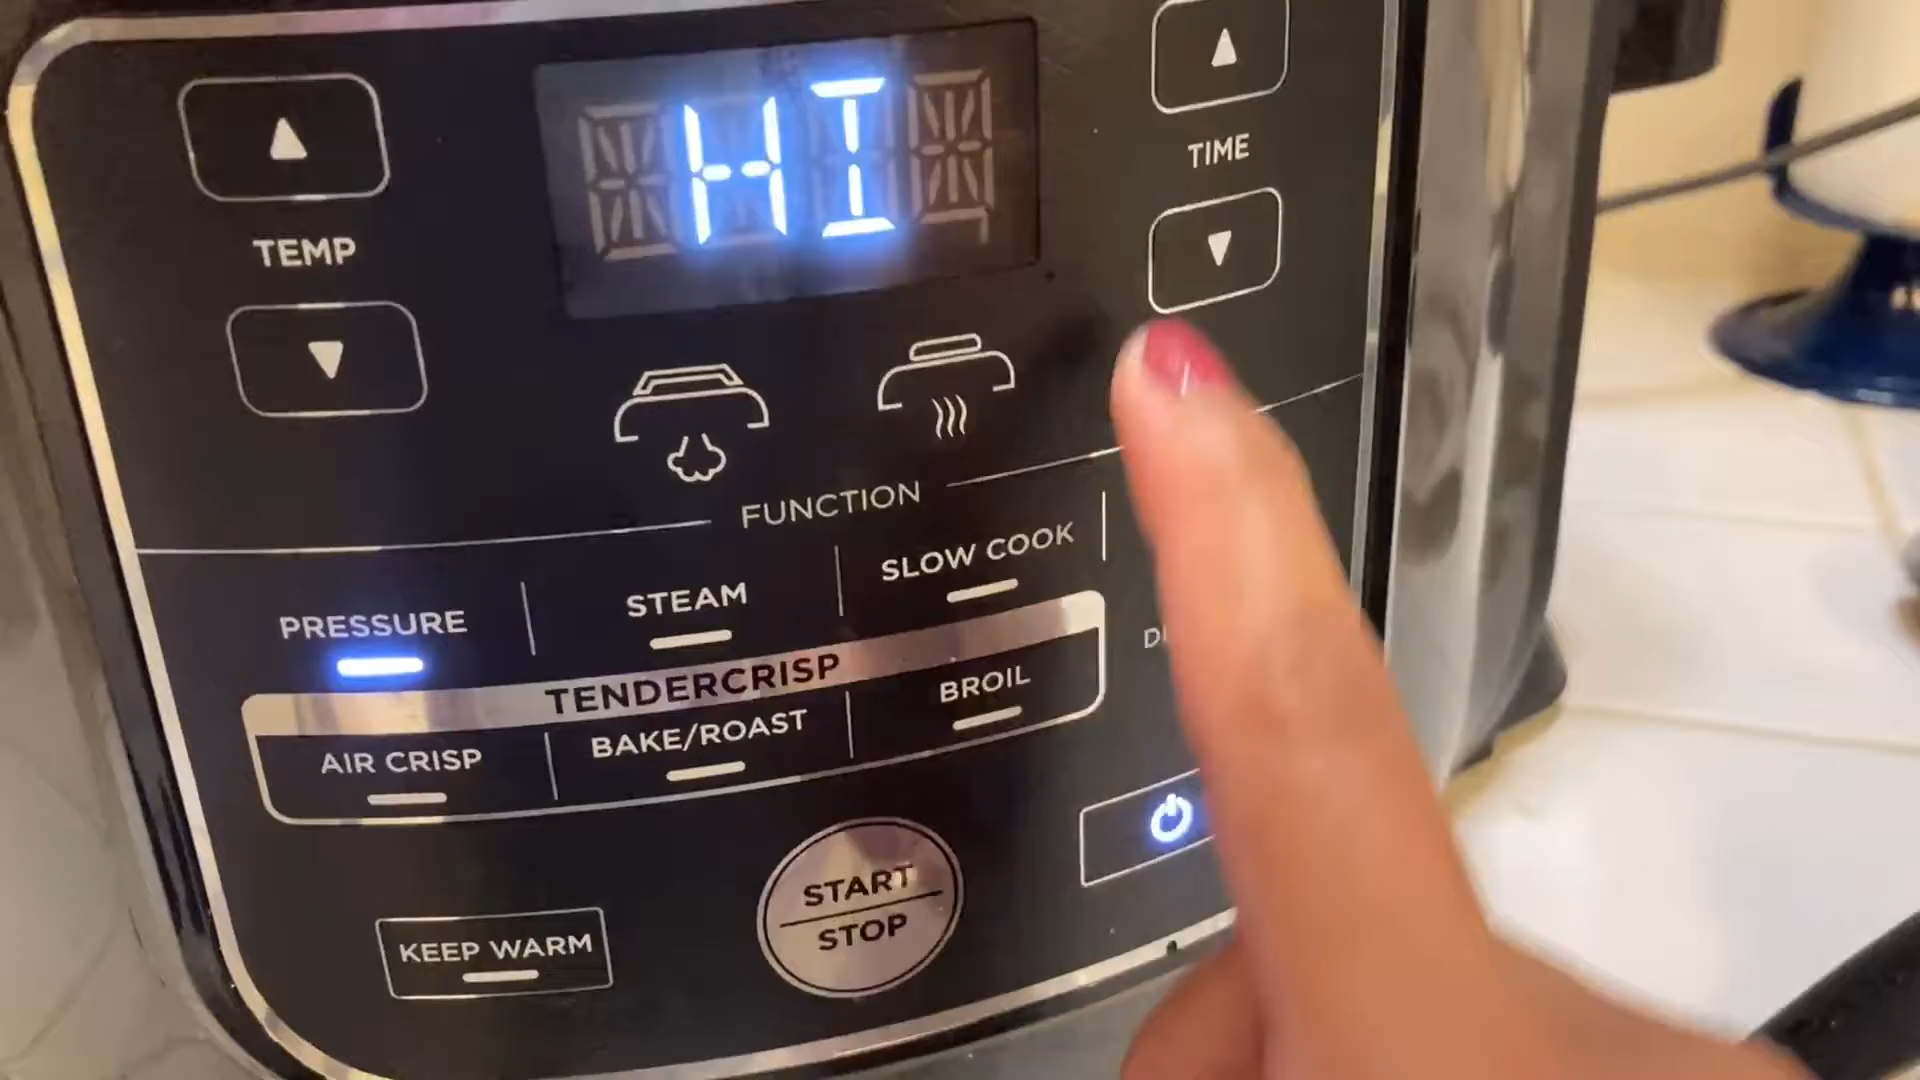 HI
TIME
TEMP
FUNCTION
PRESSURE
STEAM
SLOW COOK
TENDERCRISP
AIR CRISP
BAKE/ROAST
BROIL
KEEP WARM
START
STOP